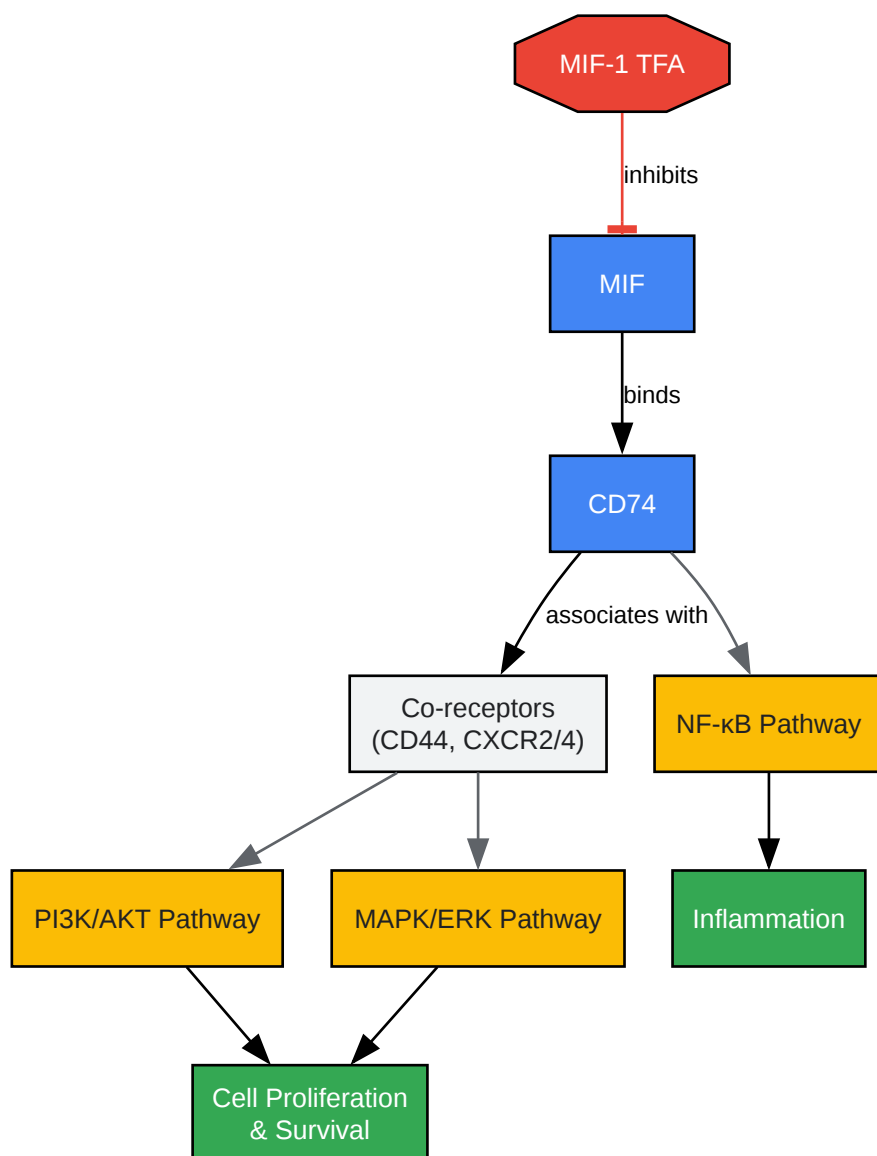 MIF-1 TFA
inhibits
MIF
binds
CD74
associates with
Co-receptors
(CD44, CXCR2/4)
NF-κB Pathway
PI3K/AKT Pathway
MAPK/ERK Pathway
Inflammation
Cell Proliferation
& Survival